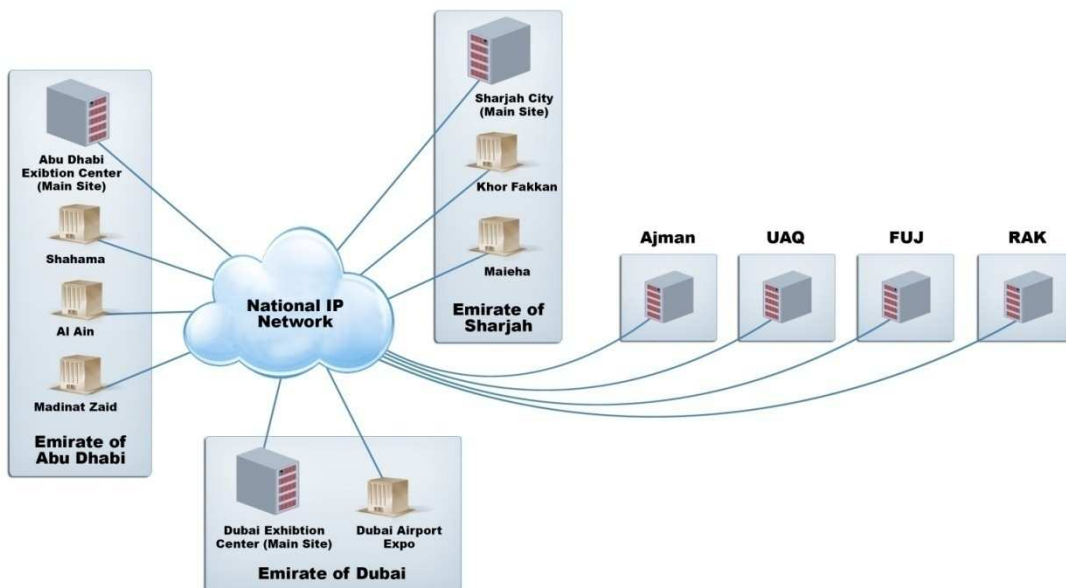 Abu Dhabi
Exibtion Center
(Main Site)
Shahama
Al Ain
Madinat Zaid
Emirate of
Abu Dhabi
National IP
Network
Sharjah City
(Main Site)
Khor Fakkan
Maieha
Emirate of
Sharjah
Ajman
UAQ
FUJ
RAK
Dubai Exhibtion
Center (Main Site)
Dubai Airport
Expo
Emirate of Dubai